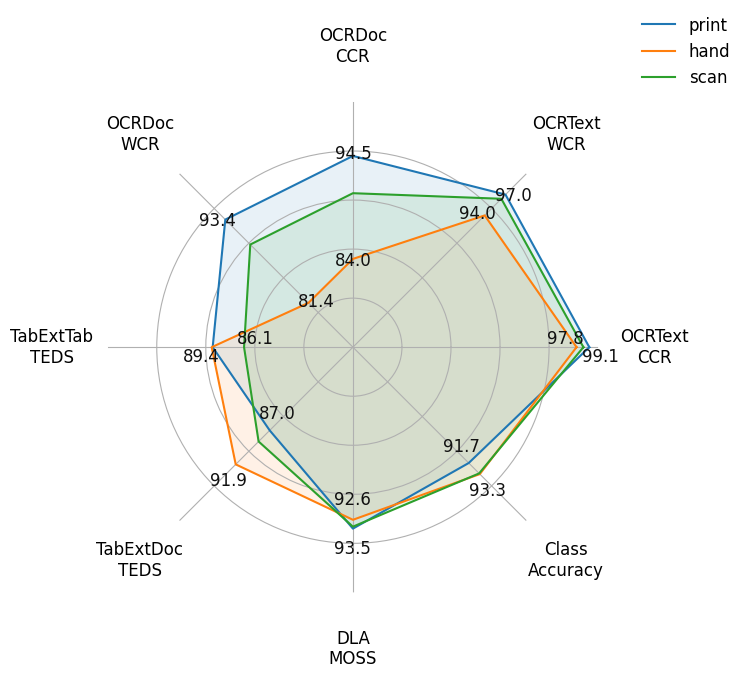 print
hand
scan
OCRDoc
CCR
OCRDoc
WCR
OCRText
WCR
94.5
93.4
97.0
94.0
84.0
81.4
TabExtTab
TEDS
89.4
86.1
97.8
99.1
OCRText
CCR
87.0
91.7
91.9
92.6
93.3
93.5
TabExtDoc
TEDS
Class
Accuracy
DLA
MOSS